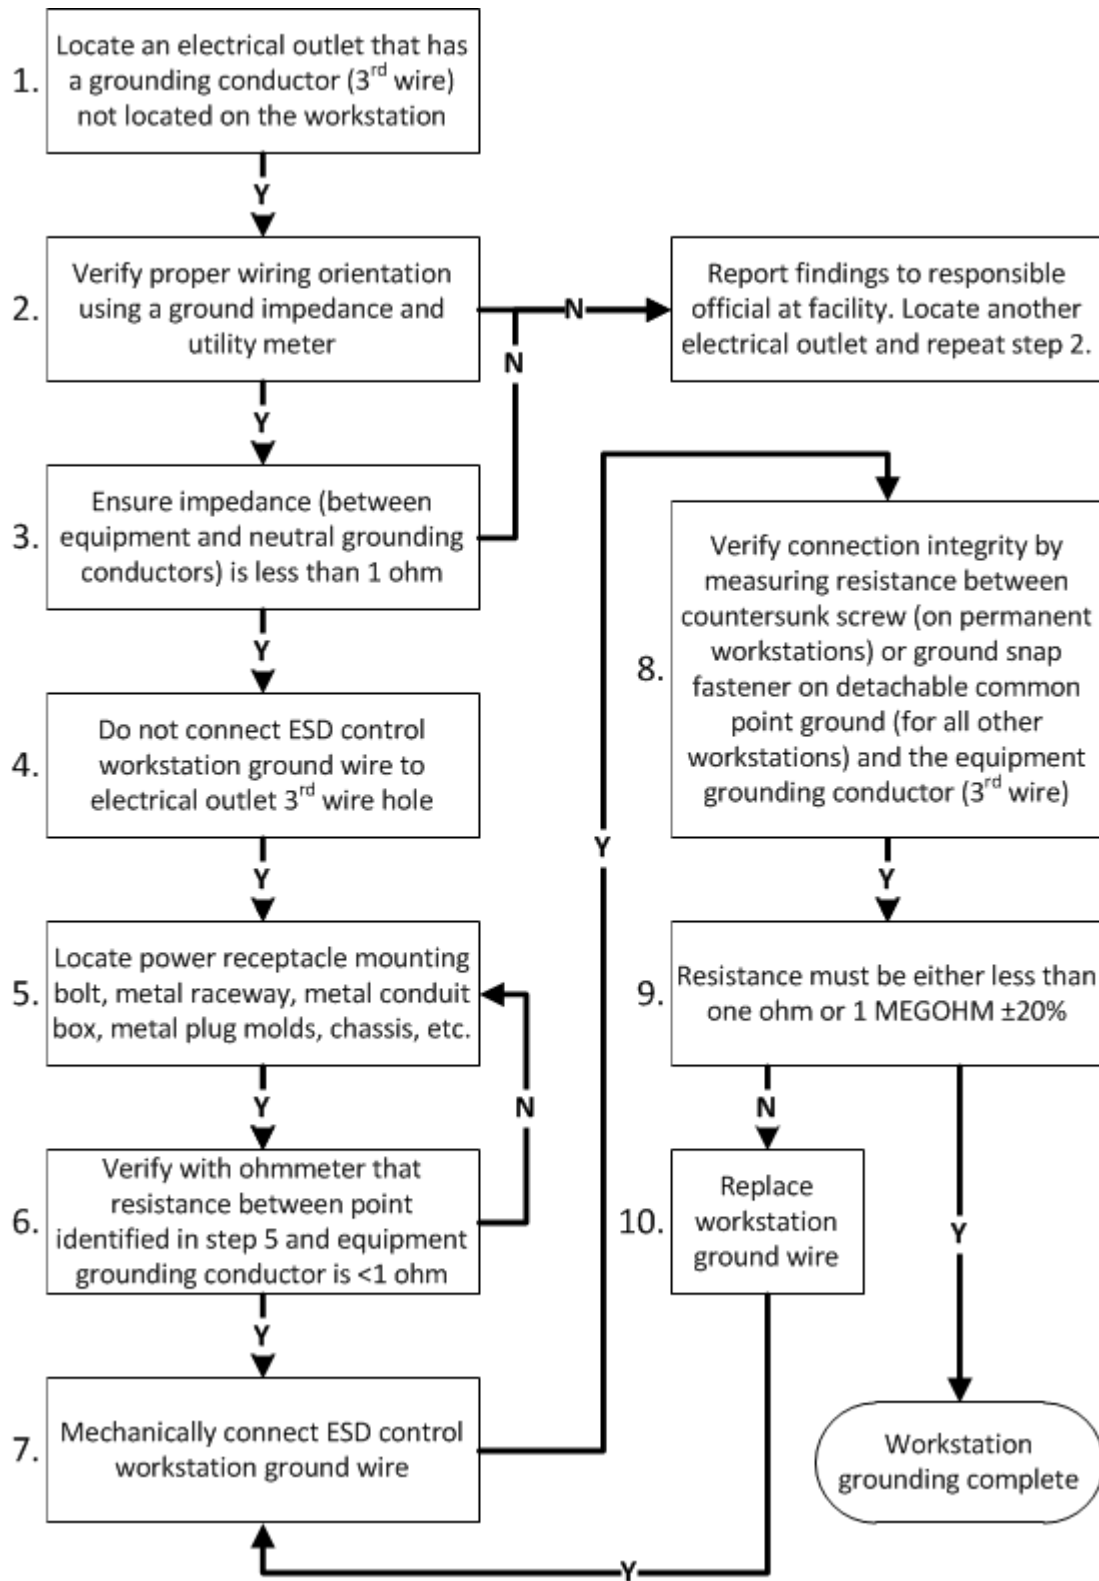 1.
Locate an electrical outlet that has
a grounding conductor (3rd wire)
not located on the workstation
Y
2.
Verify proper wiring orientation
using a ground impedance and
utility meter
N
Report findings to responsible
official at facility. Locate another
electrical outlet and repeat step 2.
N
Y
3.
Ensure impedance (between
equipment and neutral grounding
conductors) is less than 1 ohm
Y
4.
Do not connect ESD control
workstation ground wire to
electrical outlet 3rd wire hole
Y
5.
Locate power receptacle mounting
bolt, metal raceway, metal conduit
box, metal plug molds, chassis, etc.
Y
N
6.
Verify with ohmmeter that
resistance between point
identified in step 5 and equipment
grounding conductor is <1 ohm
Y
7.
Mechanically connect ESD control
workstation ground wire
Y
8.
Verify connection integrity by
measuring resistance between
countersunk screw (on permanent
workstations) or ground snap
fastener on detachable common
point ground (for all other
workstations) and the equipment
grounding conductor (3rd wire)
Y
9.
Resistance must be either less than
one ohm or 1 MEGOHM ±20%
N
Y
10.
Replace
workstation
ground wire
Y
Workstation
grounding complete